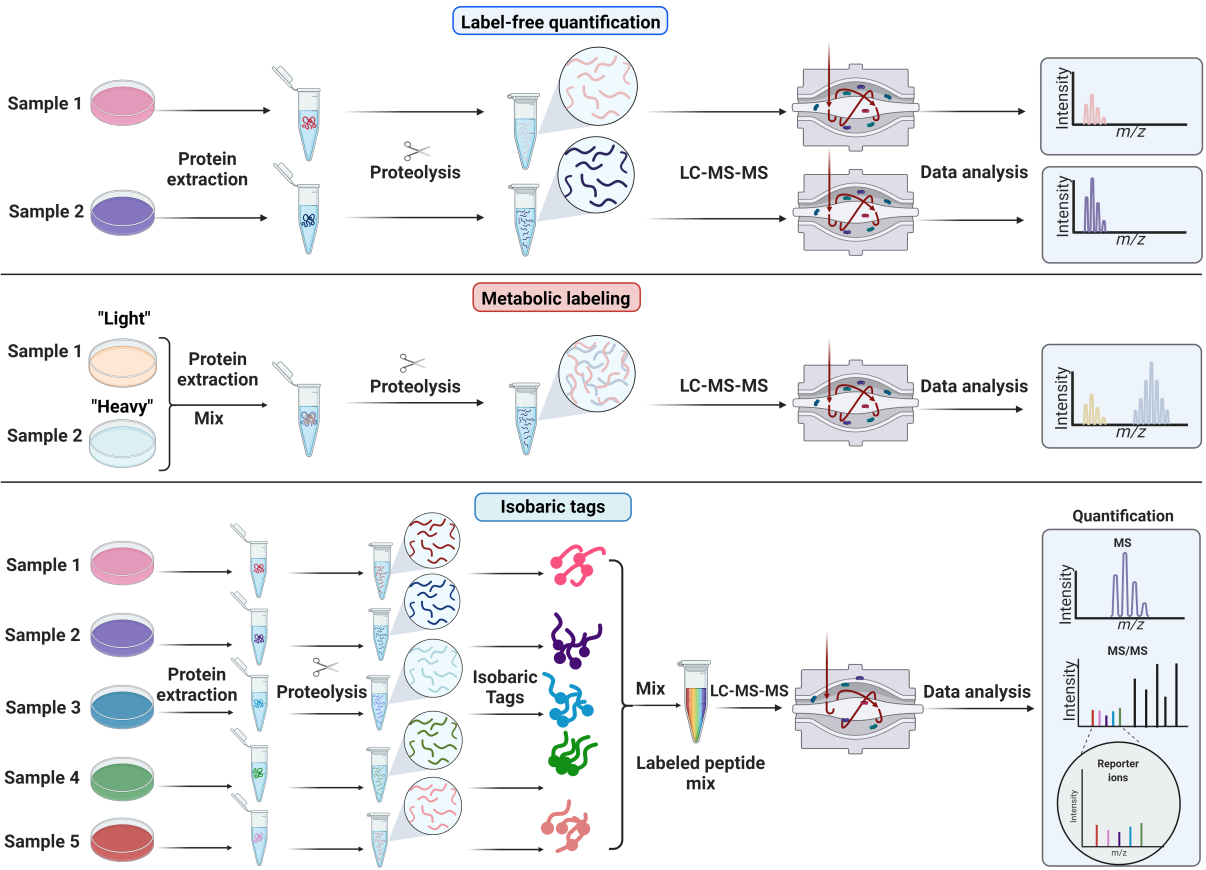 Label-free quantification
Sample 1
Sample 2
Protein
extraction
Proteolysis
LC-MS-MS
Data analysis
Intensity
m/z
Intensity
m/z
Metabolic labeling
"Light"
Sample 1
"Heavy"
Sample 2
Protein
extraction
Mix
Proteolysis
LC-MS-MS
Data analysis
Intensity
m/z
Isobaric tags
Sample 1
Sample 2
Sample 3
Sample 4
Sample 5
Protein
extraction
Proteolysis
Isobaric
Tags
Mix
Labeled peptide
mix
LC-MS-MS
Data analysis
Quantification
MS
Intensity
m/z
MS/MS
Intensity
Reporter
ions
Intensity
m/z